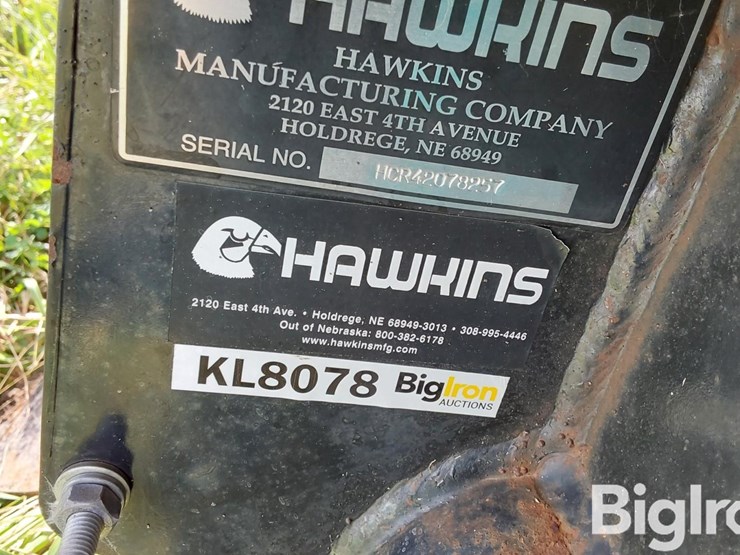 HAWKINS
HAWKINS
MANUFACTURING COMPANY
2120 EAST 4TH AVENUE
HOLDREGE, NE 68949
SERIAL NO. HCR42078257
HAWKINS
2120 East 4th Ave. • Holdrege, NE 68949-3013 • 308-995-4446
Out of Nebraska: 800-382-6178
www.hawkinsmfg.com
KL8078 BigIron
AUCTIONS
BigIro